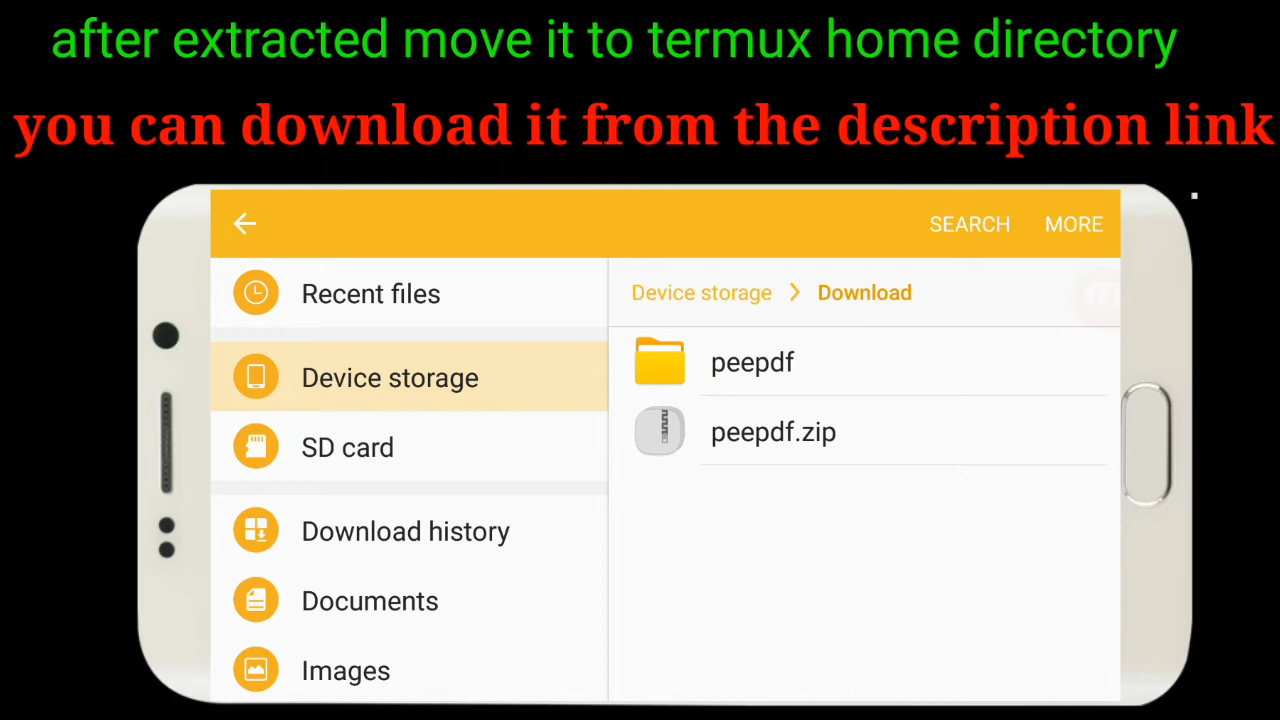 after extracted move it to termux home directory
you can download it from the description link
SEARCH MORE
Recent files
Device storage > Download
peepdf
Device storage
peepdf.zip
SD card
Download history
Documents
Images